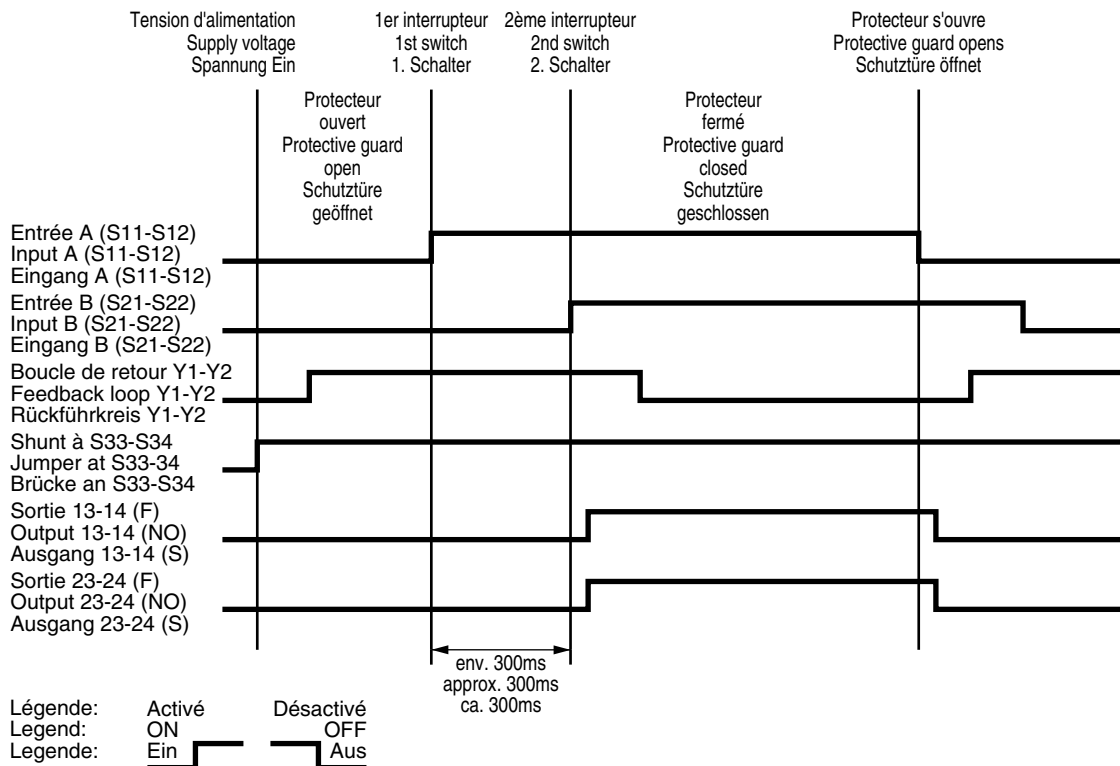 Tension d'alimentation
Supply voltage
Spannung Ein
1er interrupteur
1st switch
1. Schalter
2ème interrupteur
2nd switch
2. Schalter
Protecteur s'ouvre
Protective guard opens
Schutztüre öffnet
Protecteur
ouvert
Protective guard
open
Schutztüre
geöffnet
Protecteur
fermé
Protective guard
closed
Schutztüre
geschlossen
Entrée A (S11-S12)
Input A (S11-S12)
Eingang A (S11-S12)
Entrée B (S21-S22)
Input B (S21-S22)
Eingang B (S21-S22)
Boucle de retour Y1-Y2
Feedback loop Y1-Y2
Rückführkreis Y1-Y2
Shunt à S33-S34
Jumper at S33-34
Brücke an S33-S34
Sortie 13-14 (F)
Output 13-14 (NO)
Ausgang 13-14 (S)
Sortie 23-24 (F)
Output 23-24 (NO)
Ausgang 23-24 (S)
env. 300ms
approx. 300ms
ca. 300ms
Légende: Activé Désactivé
Legend: ON OFF
Legende: Ein Aus